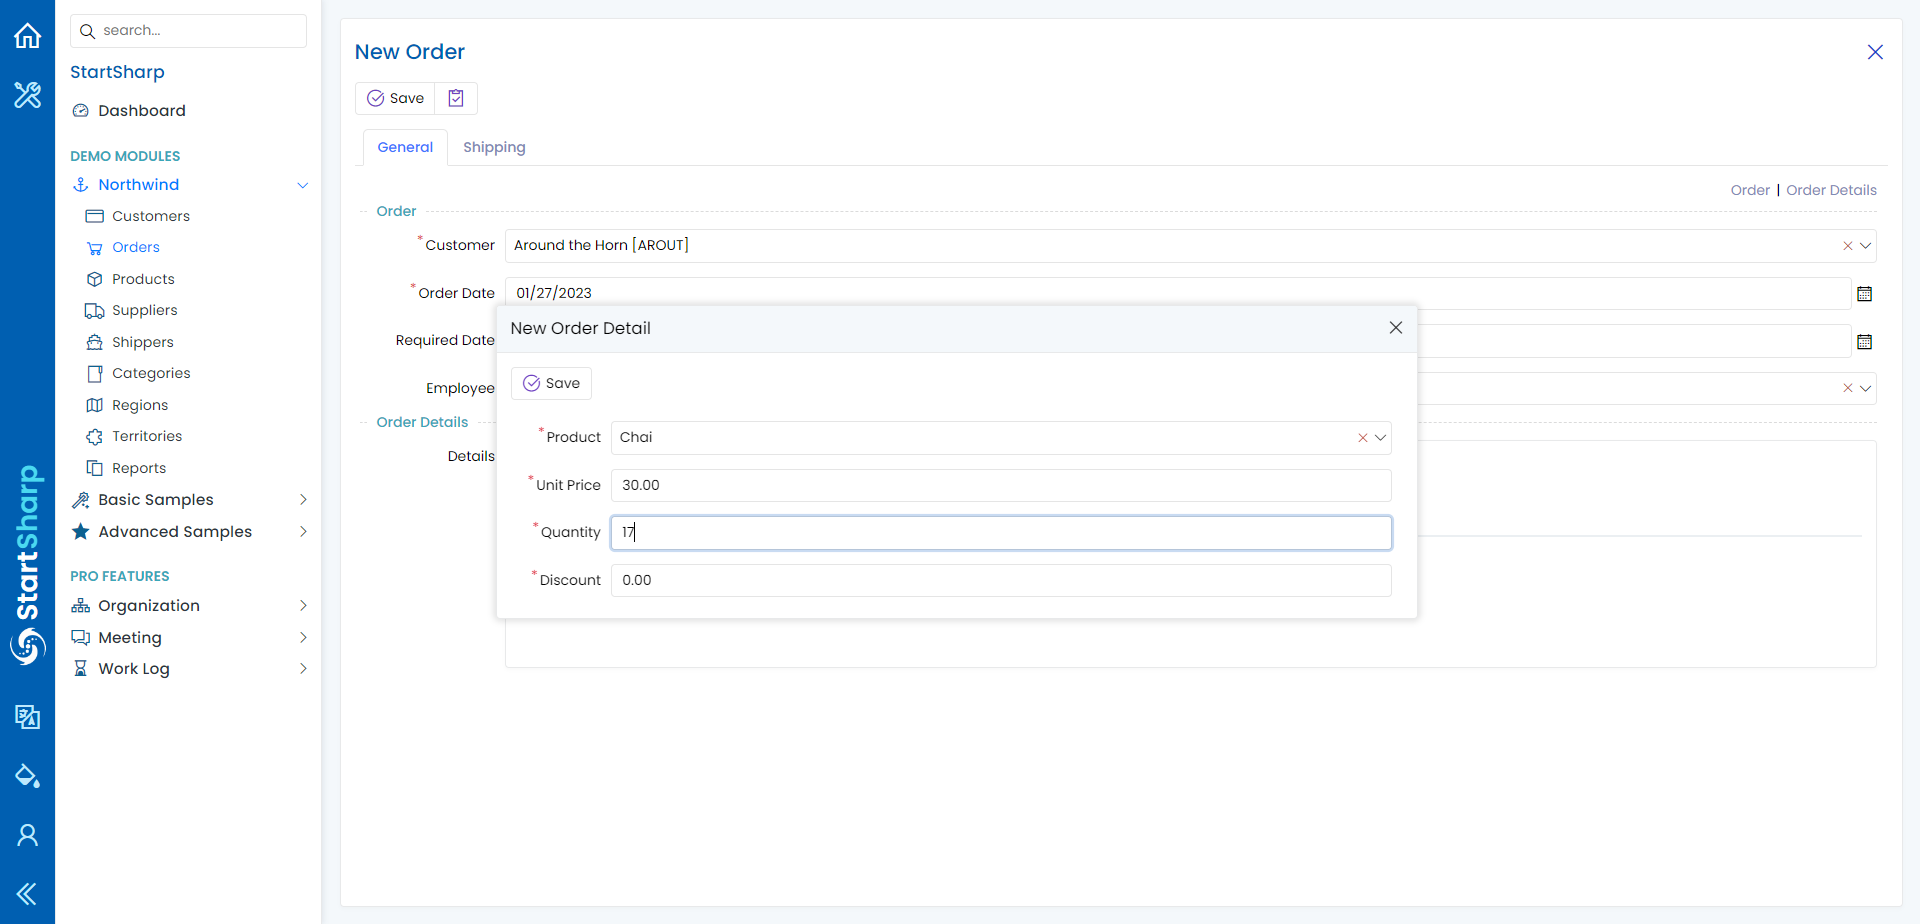 search...
StartSharp
Dashboard
DEMO MODULES
Northwind
Customers
Orders
Products
Suppliers
Shippers
Categories
Regions
Territories
Reports
Basic Samples
Advanced Samples
PRO FEATURES
Organization
Meeting
Work Log
StartSharp
New Order
Save
General Shipping
Order | Order Details
Order
*Customer Around the Horn [AROUT]
*Order Date 01/27/2023
Required Date
Employee
Order Details
Details
New Order Detail
Save
*Product Chai
*Unit Price 30.00
*Quantity 17
*Discount 0.00